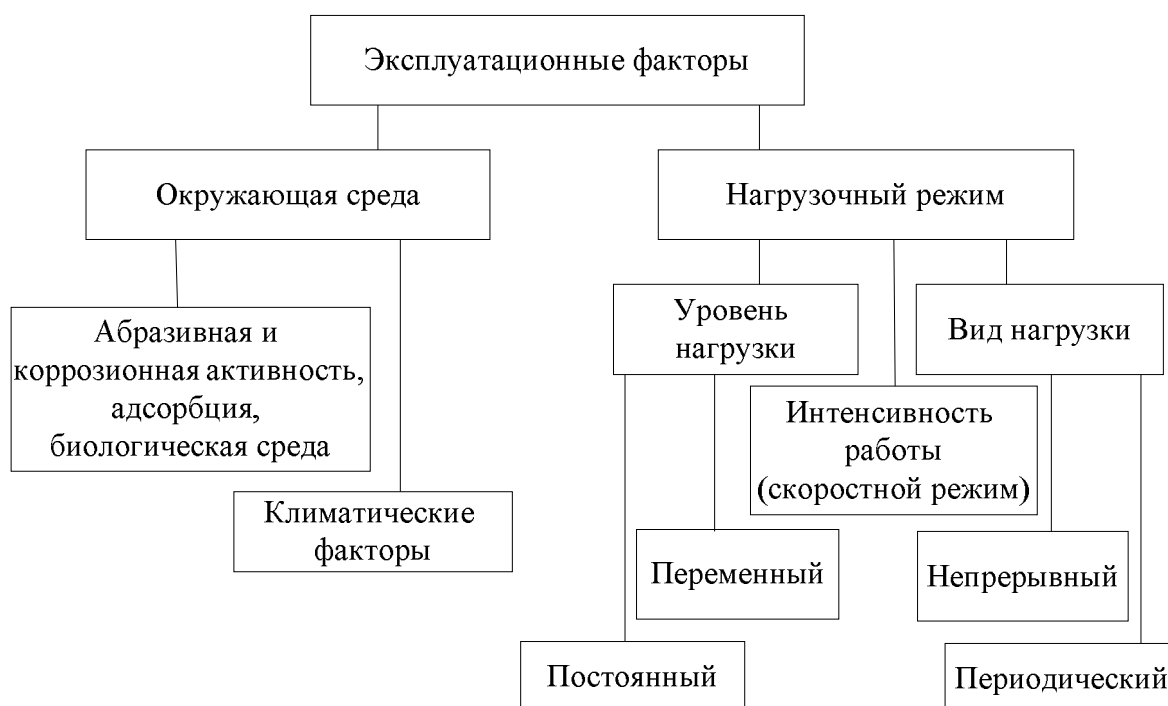 Эксплуатационные факторы
Окружающая среда
Нагрузочный режим
Абразивная и
коррозионная активность,
адсорбция,
биологическая среда
Климатические
факторы
Уровень
нагрузки
Вид нагрузки
Интенсивность
работы
(скоростной режим)
Переменный
Непрерывный
Постоянный
Периодический